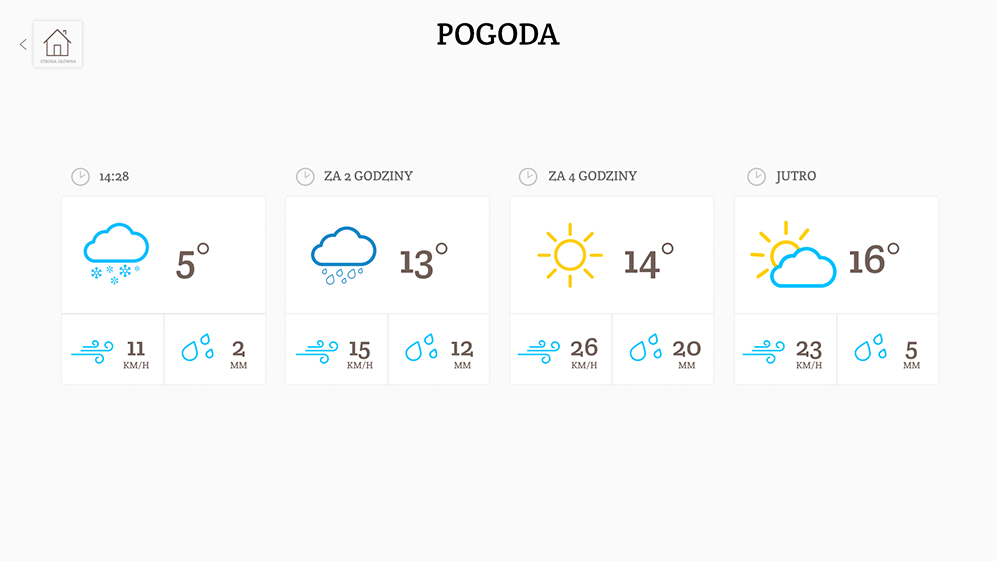 POGODA
STRONA GŁÓWNA
14:28
ZA 2 GODZINY
ZA 4 GODZINY
JUTRO
5°
13°
14°
16°
11
KM/H
2
MM
15
KM/H
12
MM
26
KM/H
20
MM
23
KM/H
5
MM